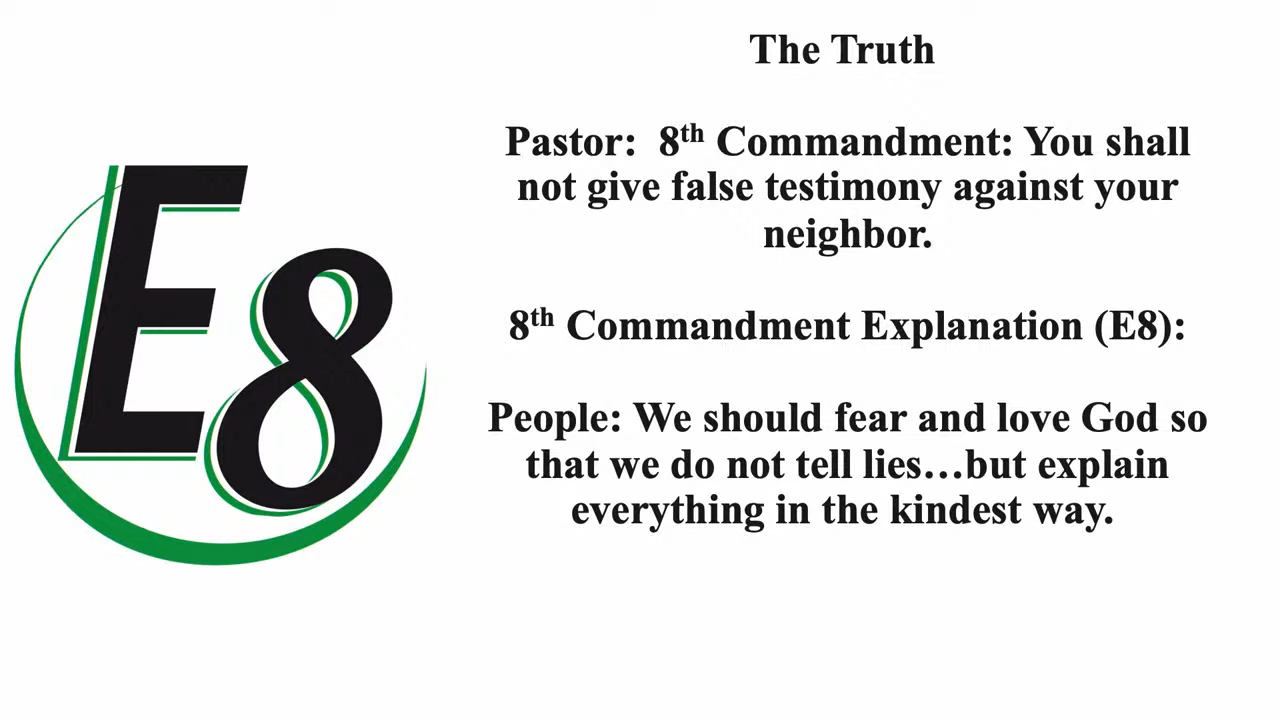 The Truth
Pastor:  8th Commandment: You shall
not give false testimony against your
neighbor.
8th Commandment Explanation (E8):
People: We should fear and love God so
that we do not tell lies…but explain
everything in the kindest way.
E8